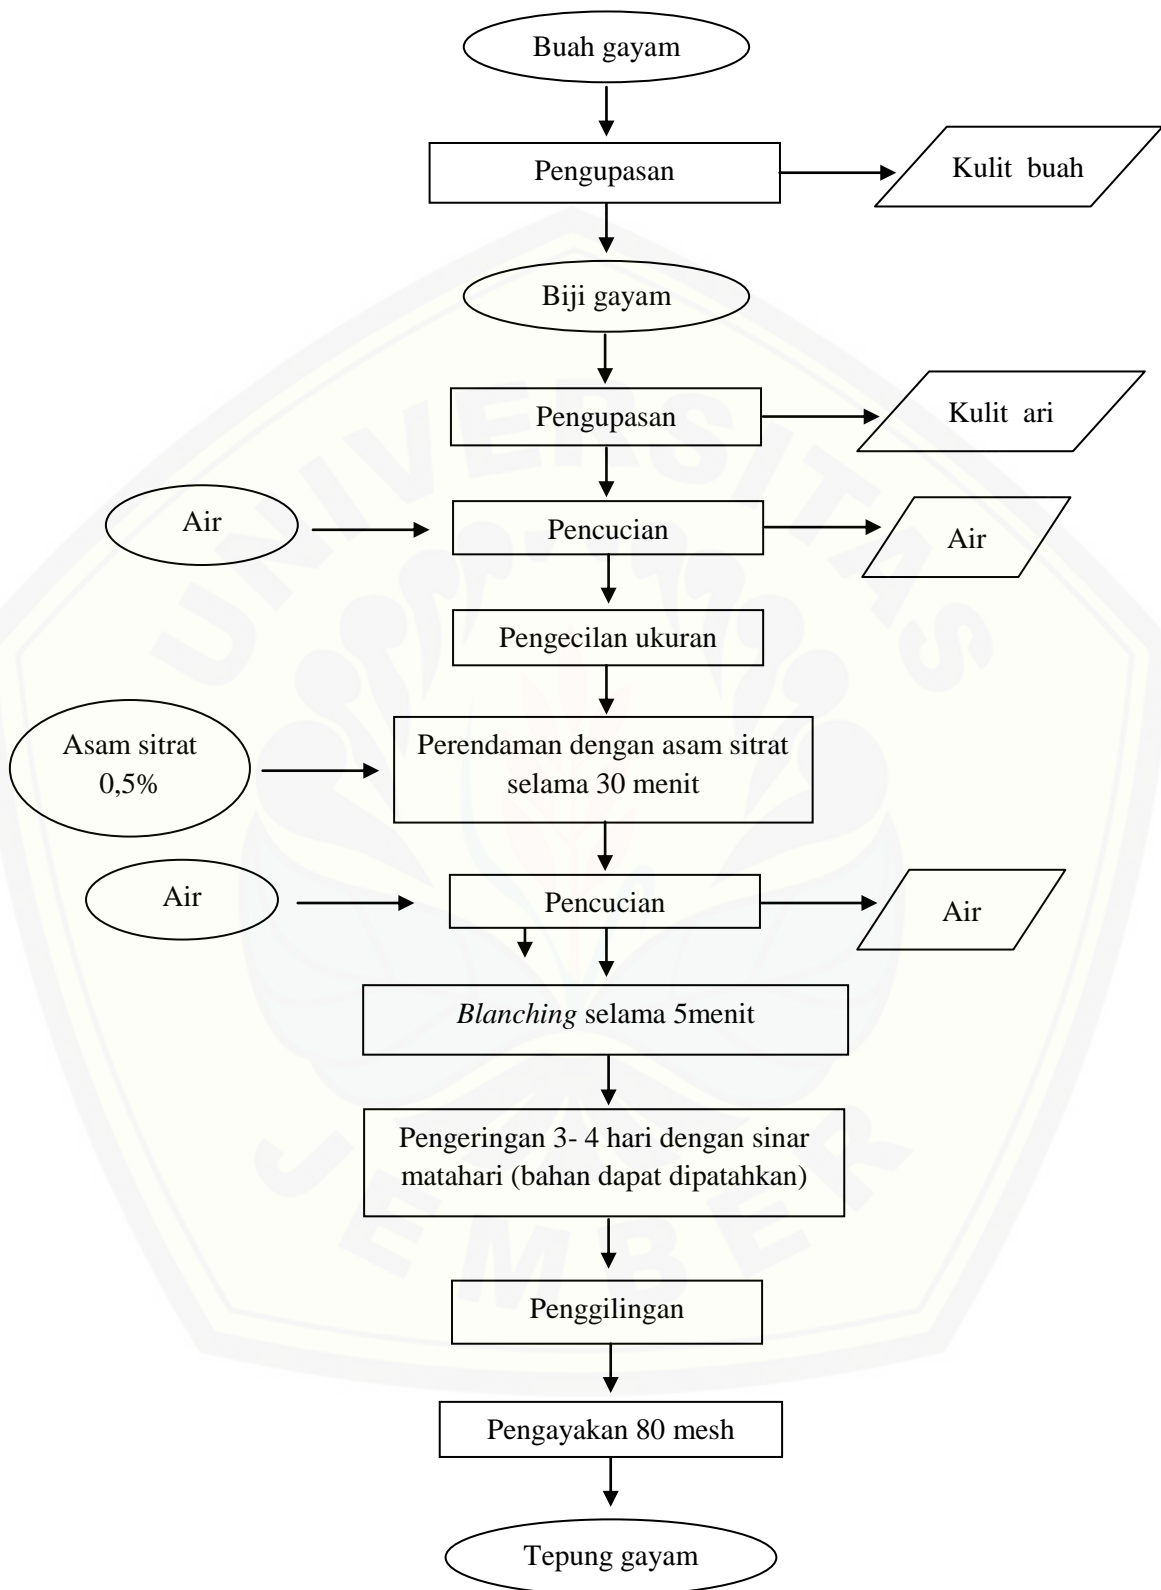 Buah gayam
Pengupasan
Kulit buah
Biji gayam
Pengupasan
Kulit ari
Air
Pencucian
Air
Pengecilan ukuran
Asam sitrat
0,5%
Perendaman dengan asam sitrat
selama 30 menit
Air
Pencucian
Air
Blanching selama 5menit
Pengeringan 3- 4 hari dengan sinar
matahari (bahan dapat dipatahkan)
Penggilingan
Pengayakan 80 mesh
Tepung gayam
UNIVERSITAS
JEMBER